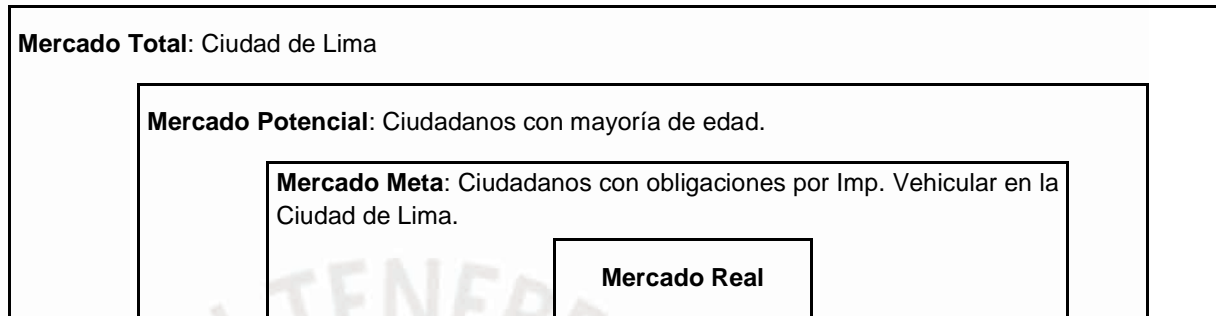 Mercado Total: Ciudad de Lima
Mercado Potencial: Ciudadanos con mayoría de edad.
Mercado Meta: Ciudadanos con obligaciones por Imp. Vehicular en la
Ciudad de Lima.
Mercado Real